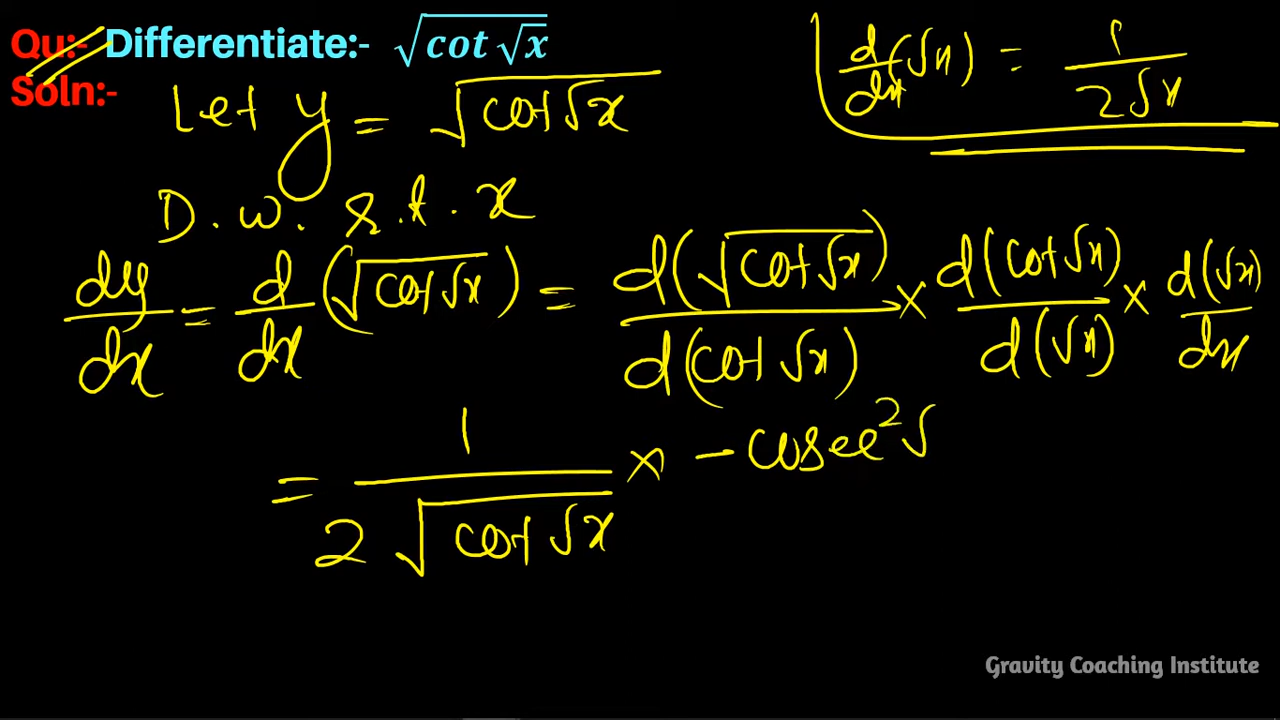 Qu:- Differentiate:- √(cot √x)
d/dx (√x) = 1/(2√x)
Soln:-
Let y = √(cot √x)
D. w. r. t. x
dy/dx = d/dx (√(cot √x)) = d(√(cot √x))/d(cot √x) × d(cot √x)/d(√x) × d(√x)/dx
= 1/(2 √(cot √x)) × - cosec² √
Gravity Coaching Institute